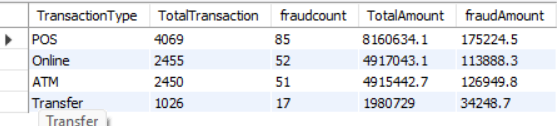 TransactionType TotalTransaction fraudcount TotalAmount fraudAmount
POS 4069 85 8160634.1 175224.5
Online 2455 52 4917043.1 113888.3
ATM 2450 51 4915442.7 126949.8
Transfer 1026 17 1980729 34248.7
Transfer